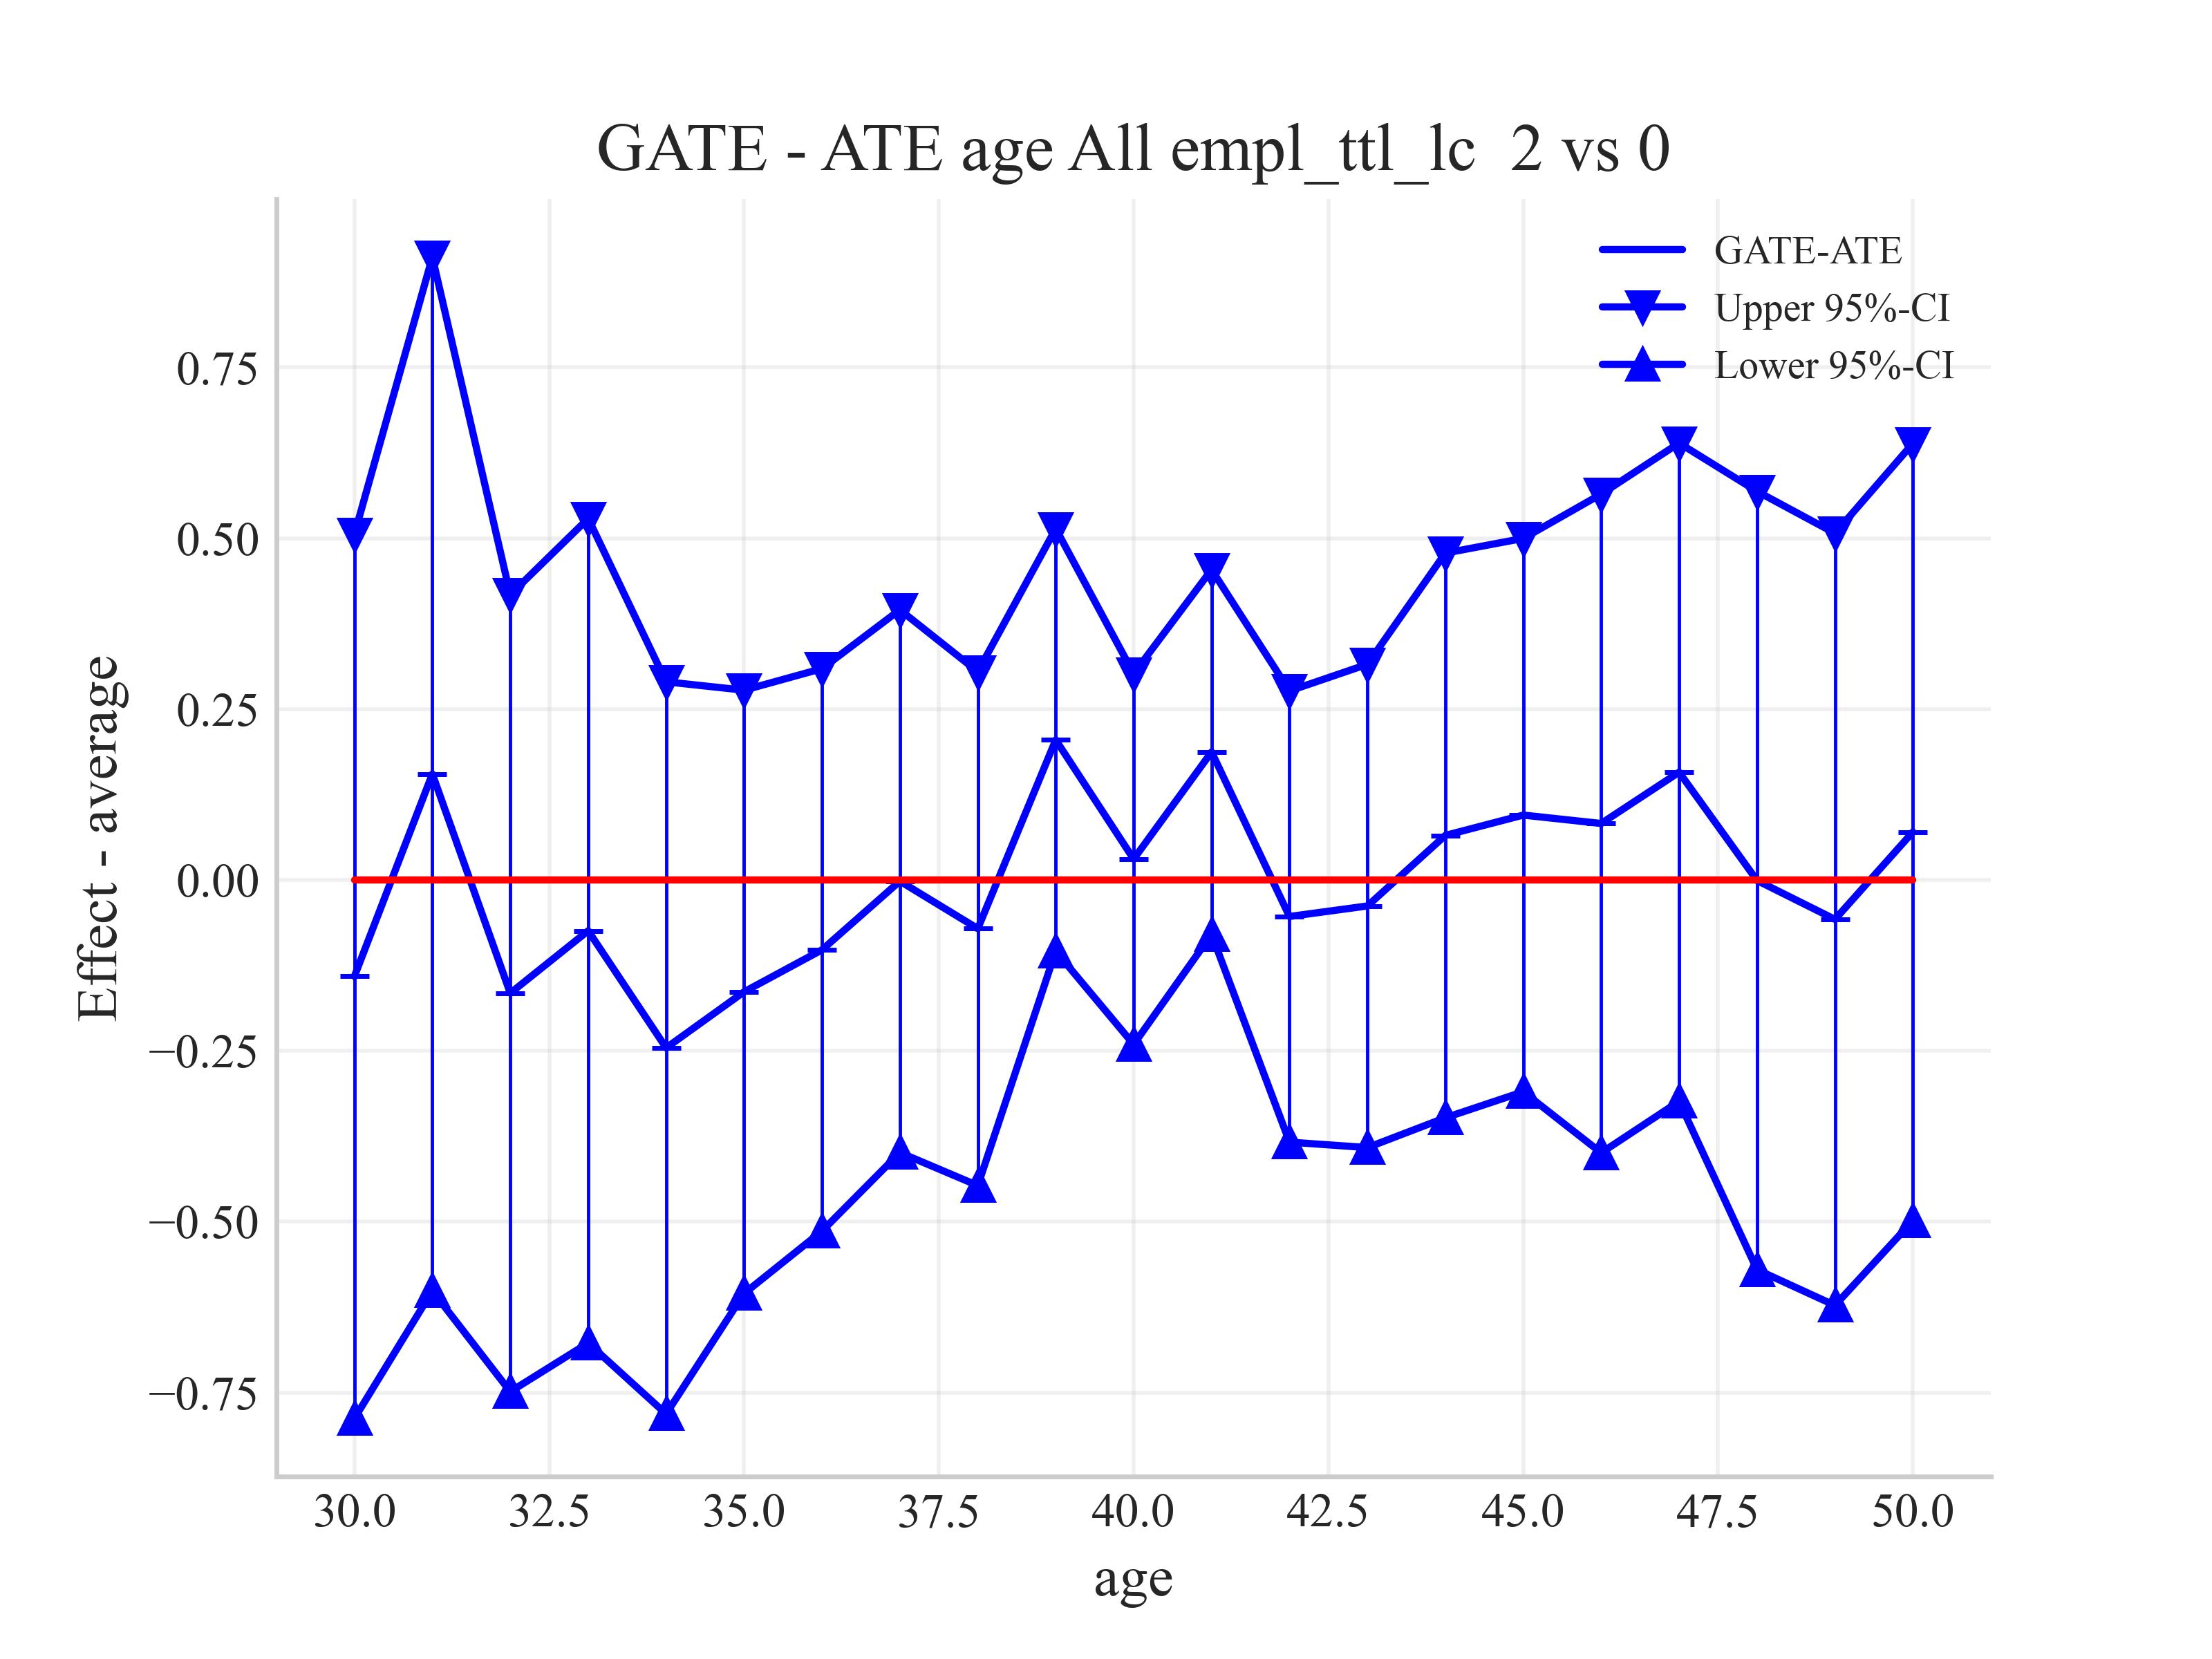 GATE - ATE age All empl_ttl_lc  2 vs 0
GATE-ATE
Upper 95%-CI
Lower 95%-CI
0.75
0.50
0.25
0.00
−0.25
−0.50
−0.75
Effect - average
30.0 32.5 35.0 37.5 40.0 42.5 45.0 47.5 50.0
age